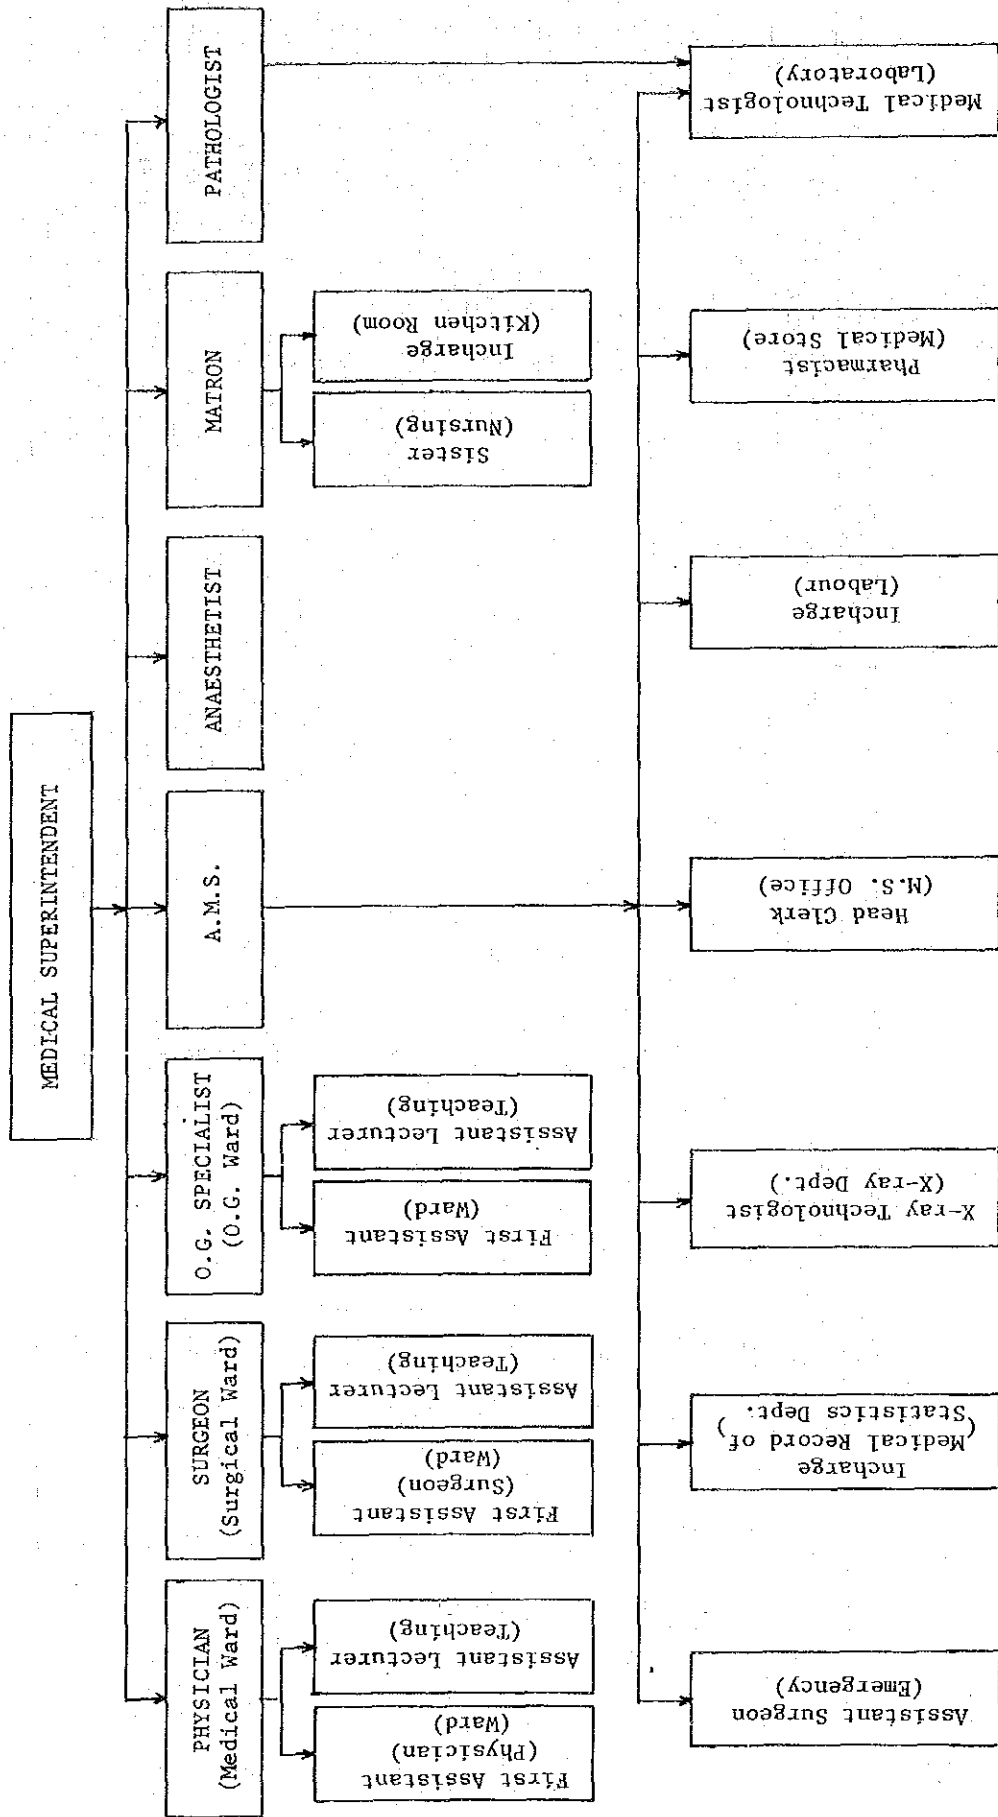 MEDICAL SUPERINTENDENT
PHYSICIAN
(Medical Ward)
SURGEON
(Surgical Ward)
O.G. SPECIALIST
(O.G. Ward)
A.M.S.
ANAESTHETIST
MATRON
PATHOLOGIST
First Assistant
(Physician)
(Ward)
Assistant Lecturer
(Teaching)
First Assistant
(Surgeon)
(Ward)
Assistant Lecturer
(Teaching)
First Assistant
(Ward)
Assistant Lecturer
(Teaching)
Sister
(Nursing)
Incharge
(Kitchen Room)
Assistant Surgeon
(Emergency)
Incharge
(Medical Record of)
Statistics Dept.
X-ray Technologist
(X-ray Dept.)
Head Clerk
(M.S. Office)
Incharge
(Labour)
Pharmacist
(Medical Store)
Medical Technologist
(Laboratory)